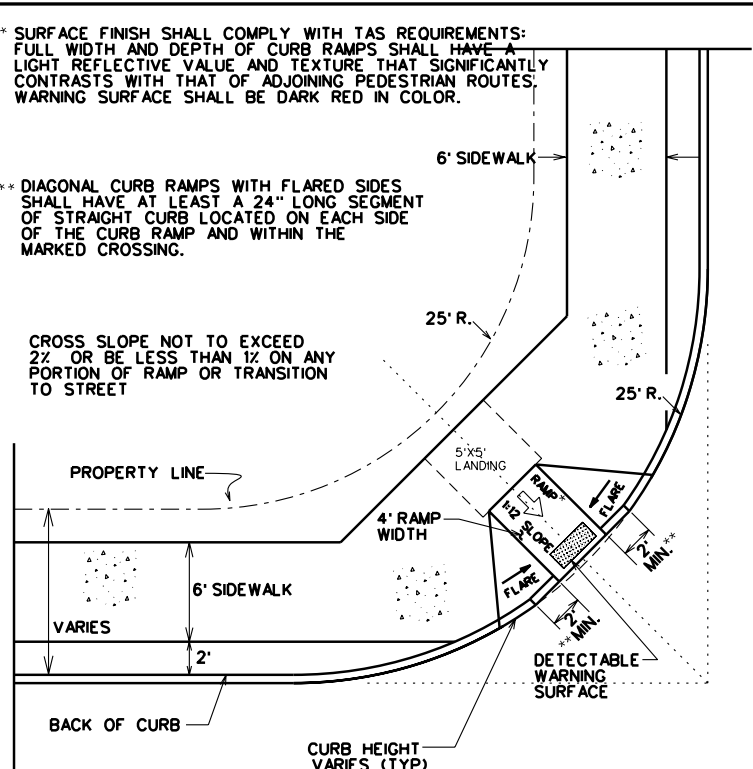 * SURFACE FINISH SHALL COMPLY WITH TAS REQUIREMENTS:
FULL WIDTH AND DEPTH OF CURB RAMPS SHALL HAVE A
LIGHT REFLECTIVE VALUE AND TEXTURE THAT SIGNIFICANTLY
CONTRASTS WITH THAT OF ADJOINING PEDESTRIAN ROUTES.
WARNING SURFACE SHALL BE DARK RED IN COLOR.
6' SIDEWALK
** DIAGONAL CURB RAMPS WITH FLARED SIDES
SHALL HAVE AT LEAST A 24" LONG SEGMENT
OF STRAIGHT CURB LOCATED ON EACH SIDE
OF THE CURB RAMP AND WITHIN THE
MARKED CROSSING.
25' R.
CROSS SLOPE NOT TO EXCEED
2% OR BE LESS THAN 1% ON ANY
PORTION OF RAMP OR TRANSITION
TO STREET
25' R.
PROPERTY LINE
5'X5'
LANDING
RAMP*
1:12
SLOPE
FLARE
4' RAMP
WIDTH
2'
MIN.**
6' SIDEWALK
FLARE
VARIES
2'
2'
**MIN.
DETECTABLE
WARNING
SURFACE
BACK OF CURB
CURB HEIGHT
VARIES (TYP)